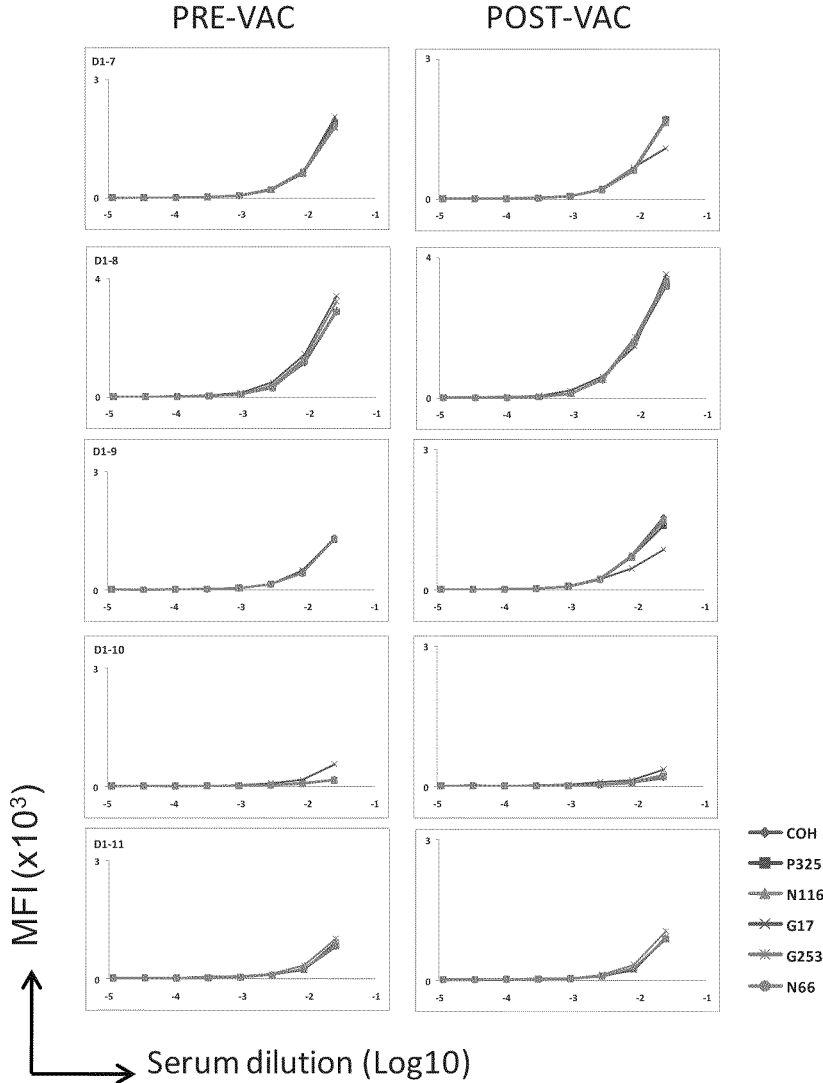 PRE-VAC POST-VAC
D1-7
3
3
0
0
-5 -4 -3 -2 -1
-5 -4 -3 -2 -1
D1-8
4
4
0
0
-5 -4 -3 -2 -1
-5 -4 -3 -2 -1
D1-9
3
3
0
0
-5 -4 -3 -2 -1
-5 -4 -3 -2 -1
D1-10
3
3
0
0
-5 -4 -3 -2 -1
-5 -4 -3 -2 -1
D1-11
3
3
0
0
-5 -4 -3 -2 -1
-5 -4 -3 -2 -1
COH
P325
N116
G17
G253
N66
MFI (x10³)
Serum dilution (Log10)